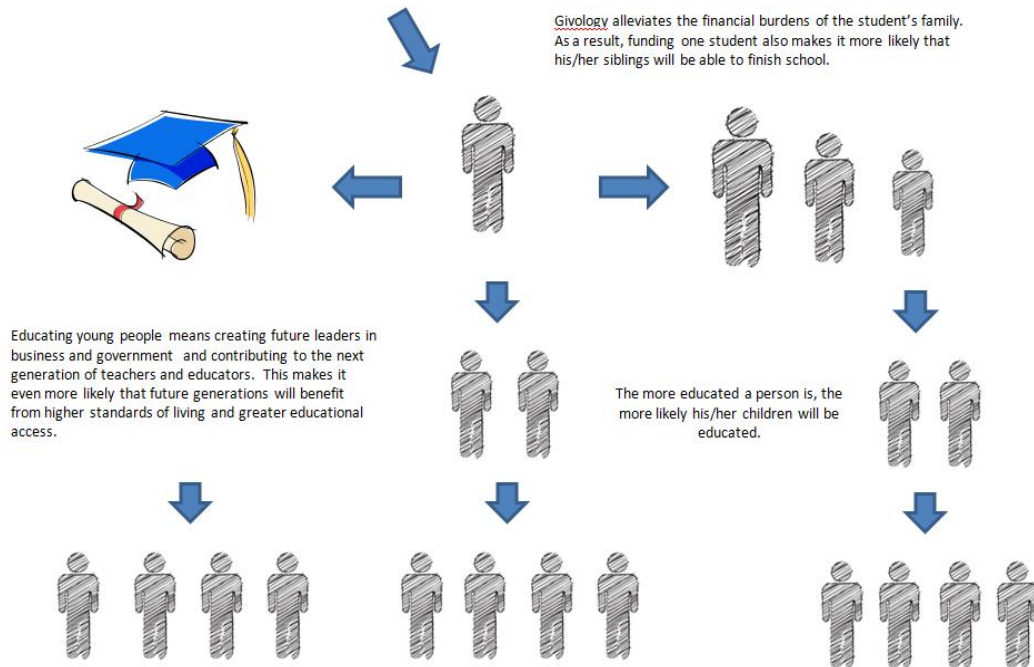 Givology alleviates the financial burdens of the student's family.
As a result, funding one student also makes it more likely that
his/her siblings will be able to finish school.
Educating young people means creating future leaders in
business and government and contributing to the next
generation of teachers and educators. This makes it
even more likely that future generations will benefit
from higher standards of living and greater educational
access.
The more educated a person is, the
more likely his/her children will be
educated.